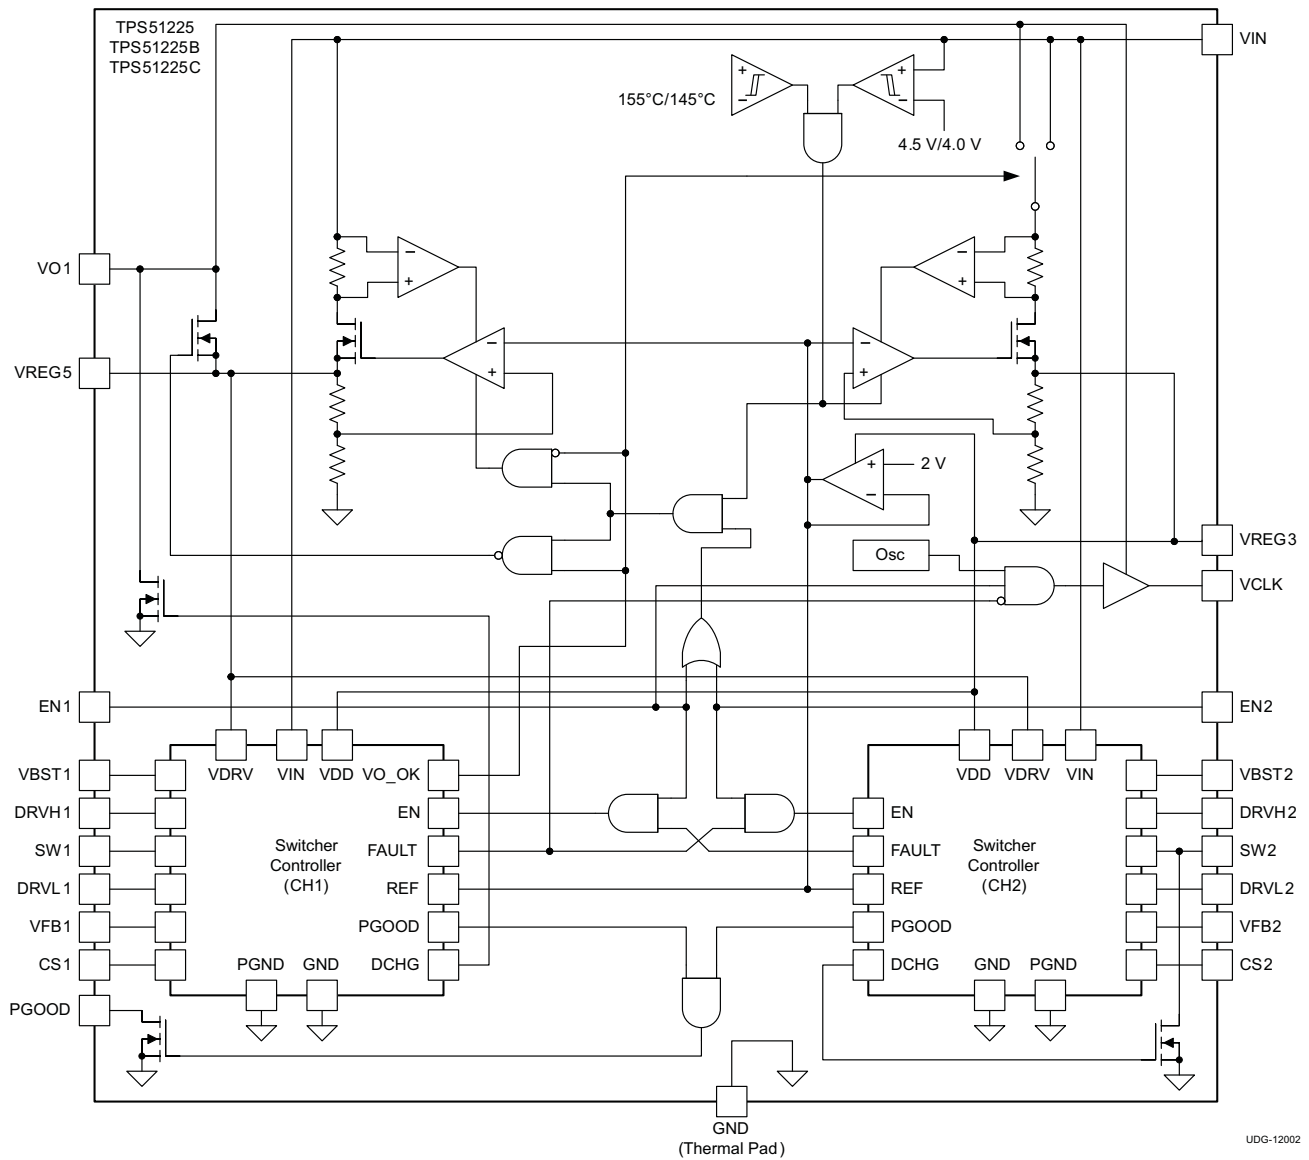 TPS51225
TPS51225B
TPS51225C
VIN
+
−
155°C/145°C
+
−
4.5 V/4.0 V
VO1
−
+
−
+
VREG5
−
+
−
+
+
−
2 V
VREG3
Osc
VCLK
EN1
EN2
VDRV
VIN
VDD
VO_OK
VDD
VDRV
VIN
VBST1
VBST2
DRVH1
EN
EN
DRVH2
SW1
Switcher
Controller
(CH1)
FAULT
FAULT
Switcher
Controller
(CH2)
SW2
DRVL1
REF
REF
DRVL2
VFB1
PGOOD
PGOOD
VFB2
CS1
PGND
GND
DCHG
DCHG
GND
PGND
CS2
PGOOD
GND
(Thermal Pad)
UDG-12002